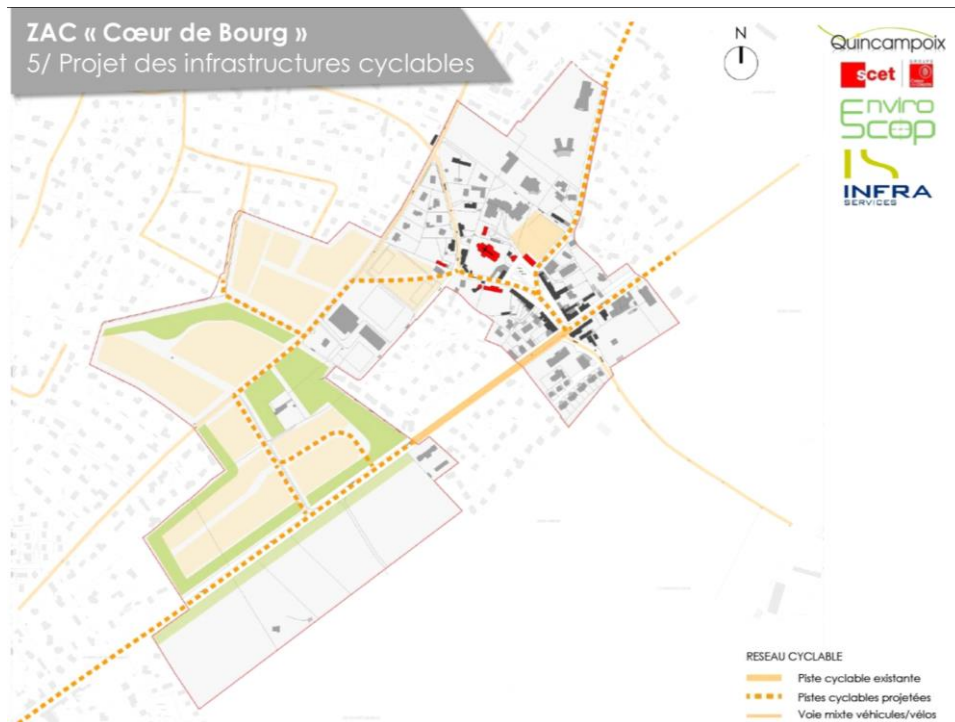 ZAC « Cœur de Bourg »
5/ Projet des infrastructures cyclables
N
Quincampoix
scet
Enviro
Scop
INFRA
SERVICES
RESEAU CYCLABLE
Piste cyclable existante
Pistes cyclables projetées
Voie mixte véhicules/vélos